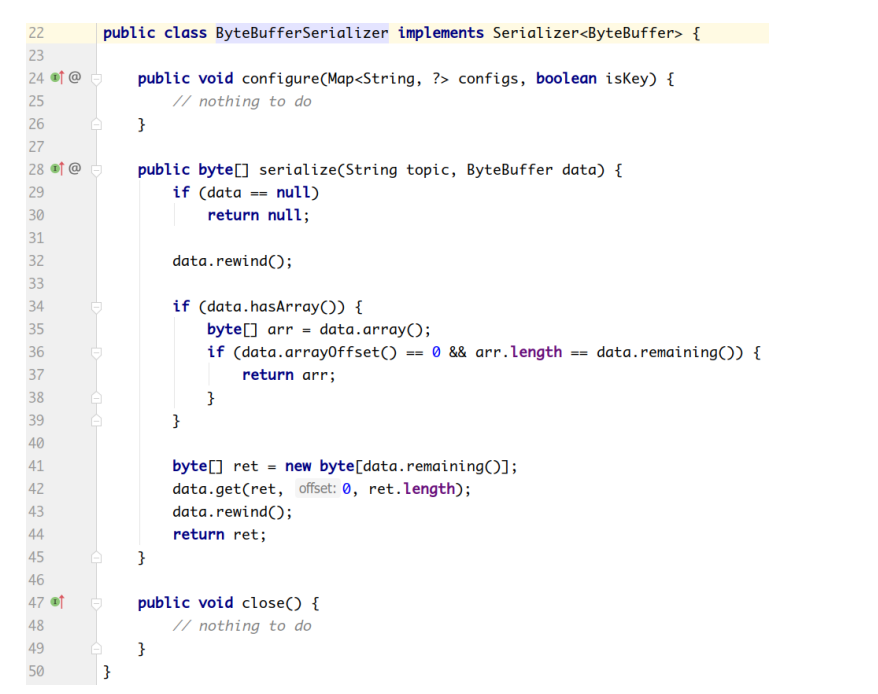 22 public class ByteBufferSerializer implements Serializer<ByteBuffer> {
23
24 @ public void configure(Map<String, ?> configs, boolean isKey) {
25 // nothing to do
26 }
27
28 @ public byte[] serialize(String topic, ByteBuffer data) {
29 if (data == null)
30 return null;
31
32 data.rewind();
33
34 if (data.hasArray()) {
35 byte[] arr = data.array();
36 if (data.arrayOffset() == 0 && arr.length == data.remaining()) {
37 return arr;
38 }
39 }
40
41 byte[] ret = new byte[data.remaining()];
42 data.get(ret, offset: 0, ret.length);
43 data.rewind();
44 return ret;
45 }
46
47 public void close() {
48 // nothing to do
49 }
50 }